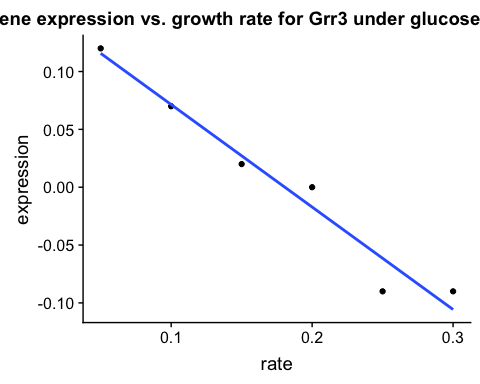 ene expression vs. growth rate for Grr3 under glucose
0.10
0.05
0.00
-0.05
-0.10
expression
0.1
0.2
0.3
rate